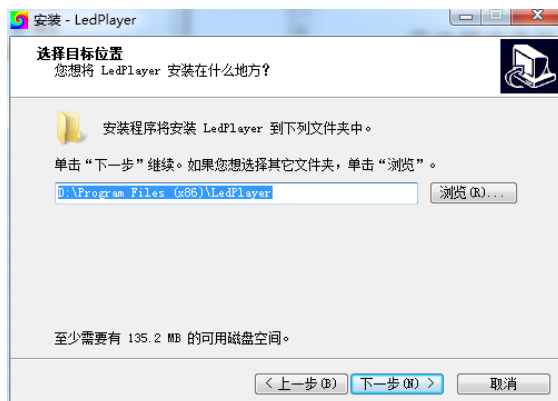 安装 - LedPlayer
选择目标位置
您想将 LedPlayer 安装在什么地方？
安装程序将安装 LedPlayer 到下列文件夹中。
单击“下一步”继续。如果您想选择其它文件夹，单击“浏览”。
D:\Program Files (x86)\LedPlayer
浏览(R)...
至少需要有 135.2 MB 的可用磁盘空间。
< 上一步(B)
下一步(N) >
取消